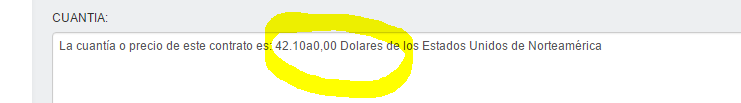 CUANTIA:
La cuantía o precio de este contrato es: 42.10a0,00 Dolares de los Estados Unidos de Norteamérica